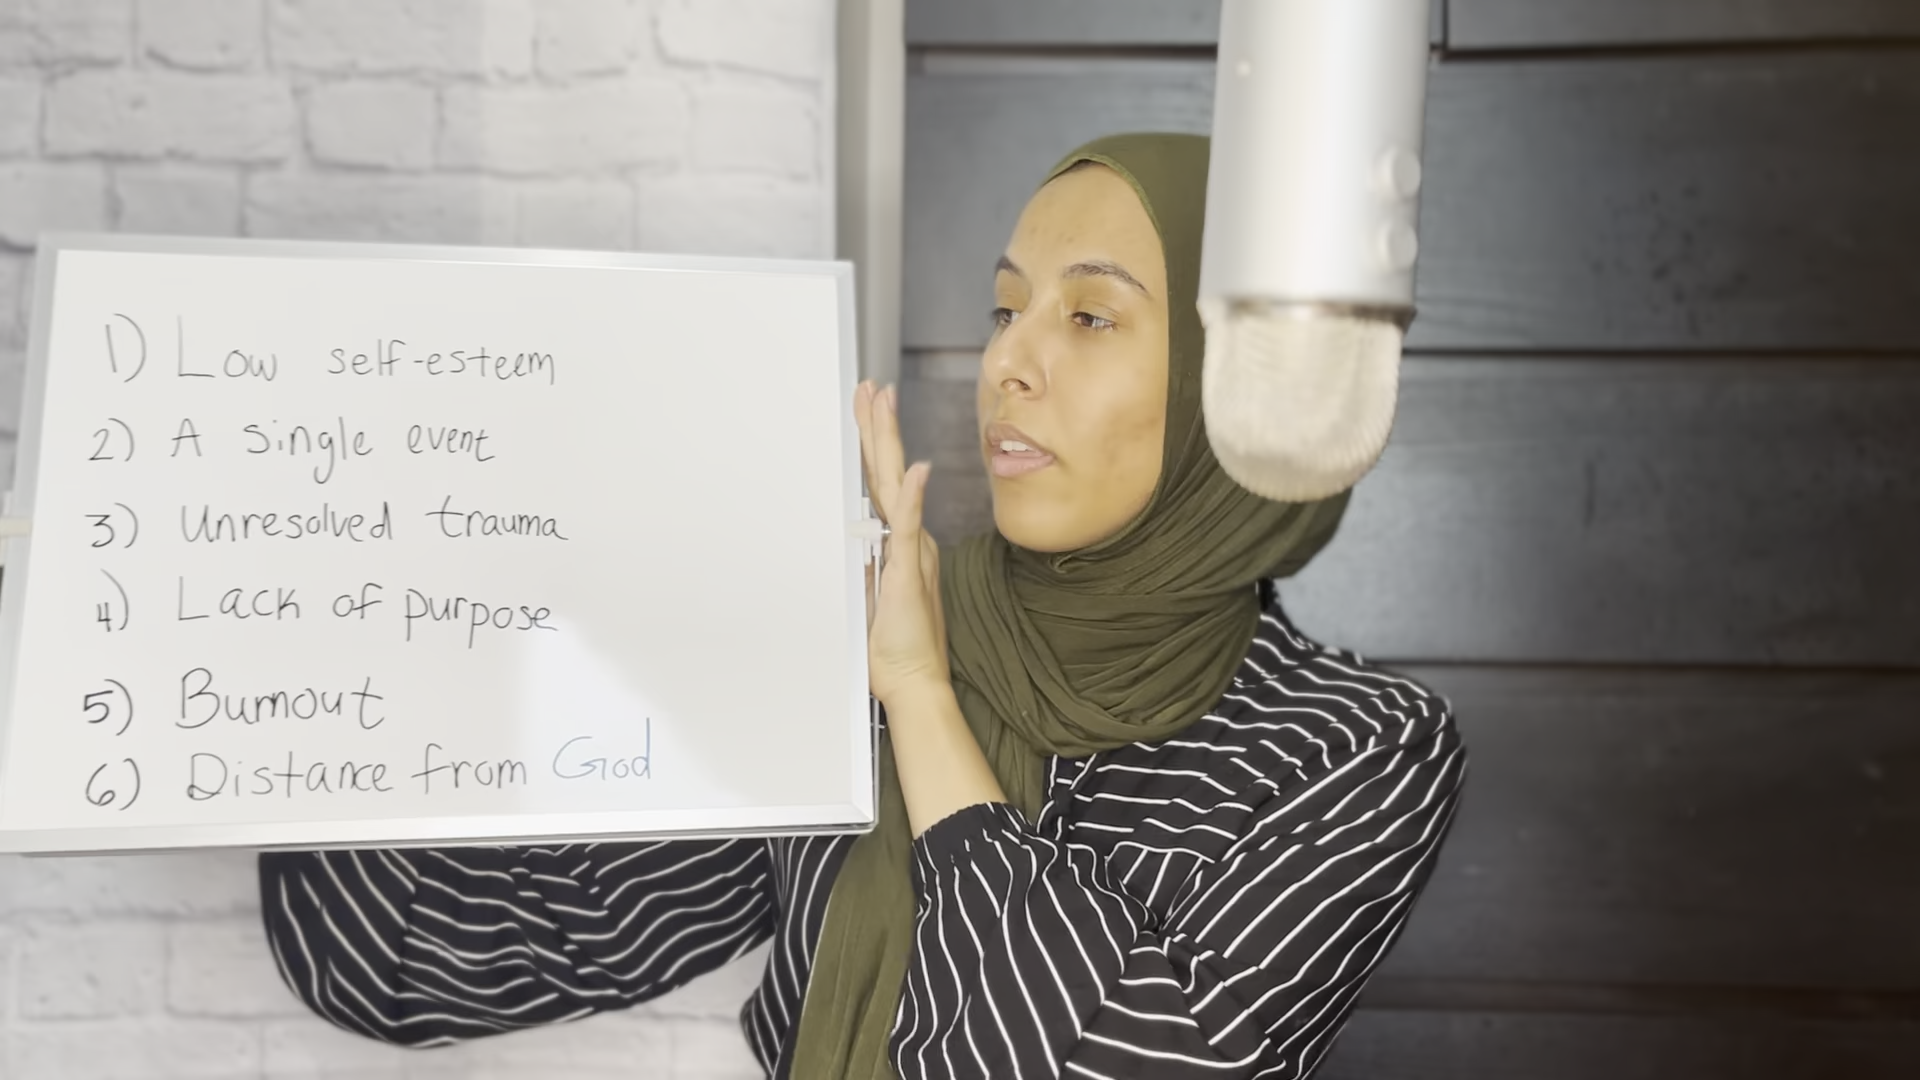 1) Low self-esteem
2) A single event
3) Unresolved trauma
4) Lack of purpose
5) Burnout
6) Distance from God